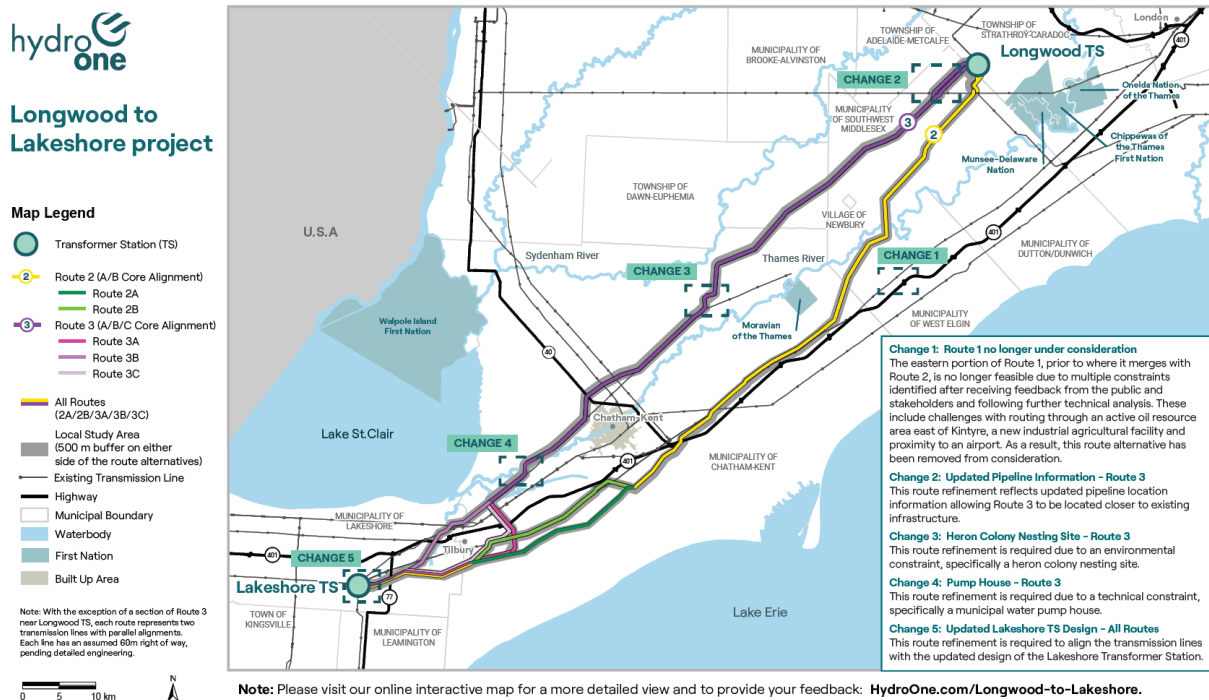 hydro
one
Longwood to
Lakeshore project
Map Legend
Transformer Station (TS)
2
Route 2 (A/B Core Alignment)
Route 2A
Route 2B
3
Route 3 (A/B/C Core Alignment)
Route 3A
Route 3B
Route 3C
All Routes
(2A/2B/3A/3B/3C)
Local Study Area
(500 m buffer on either
side of the route alternatives)
Existing Transmission Line
Highway
Municipal Boundary
Waterbody
First Nation
Built Up Area
Note: With the exception of a section of Route 3
near Longwood TS, each route represents two
transmission lines with parallel alignments.
Each line has an assumed 60m right of way,
pending detailed engineering.
0 5 10 km
N
London
401
TOWNSHIP OF
STRATHROY-CARADOC
TOWNSHIP OF
ADELAIDE-METCALFE
MUNICIPALITY OF
BROOKE-ALVINSTON
Longwood TS
CHANGE 2
Oneida Nation
of the Thames
MUNICIPALITY
OF SOUTHWEST
MIDDLESEX
3
2
Chippewas of
the Thames
First Nation
Munsee-Delaware
Nation
TOWNSHIP OF
DAWN-EUPHEMIA
VILLAGE OF
NEWBURY
U.S.A
401
MUNICIPALITY OF
DUTTON/DUNWICH
Sydenham River
Thames River
CHANGE 1
CHANGE 3
MUNICIPALITY
OF WEST ELGIN
Walpole Island
First Nation
Moravian
of the Thames
40
Chatham-Kent
Lake St.Clair
CHANGE 4
401
MUNICIPALITY OF
CHATHAM-KENT
MUNICIPALITY OF
LAKESHORE
Tilbury
401
CHANGE 5
Lakeshore TS
77
TOWN OF
KINGSVILLE
MUNICIPALITY OF
LEAMINGTON
Lake Erie
Change 1: Route 1 no longer under consideration
The eastern portion of Route 1, prior to where it merges with
Route 2, is no longer feasible due to multiple constraints
identified after receiving feedback from the public and
stakeholders and following further technical analysis. These
include challenges with routing through an active oil resource
area east of Kintyre, a new industrial agricultural facility and
proximity to an airport. As a result, this route alternative has
been removed from consideration.
Change 2: Updated Pipeline Information - Route 3
This route refinement reflects updated pipeline location
information allowing Route 3 to be located closer to existing
infrastructure.
Change 3: Heron Colony Nesting Site - Route 3
This route refinement is required due to an environmental
constraint, specifically a heron colony nesting site.
Change 4: Pump House - Route 3
This route refinement is required due to a technical constraint,
specifically a municipal water pump house.
Change 5: Updated Lakeshore TS Design - All Routes
This route refinement is required to align the transmission lines
with the updated design of the Lakeshore Transformer Station.
Note: Please visit our online interactive map for a more detailed view and to provide your feedback: HydroOne.com/Longwood-to-Lakeshore.